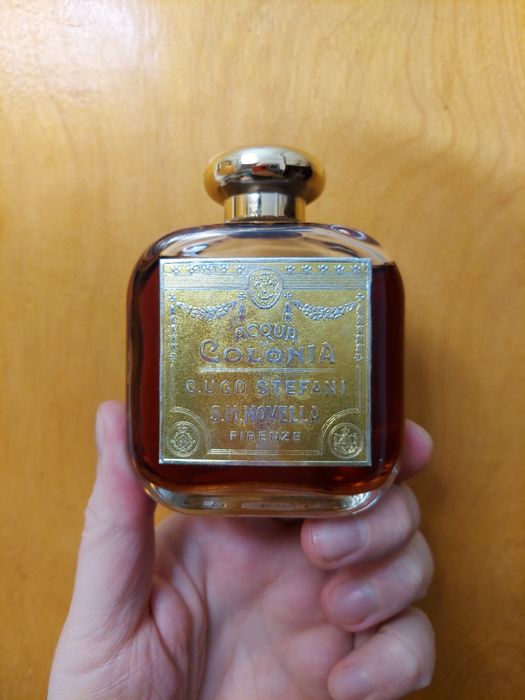 ACQUA
DI
COLONIA
C. UGO STEFANI
S.M. NOVELLA
FIRENZE